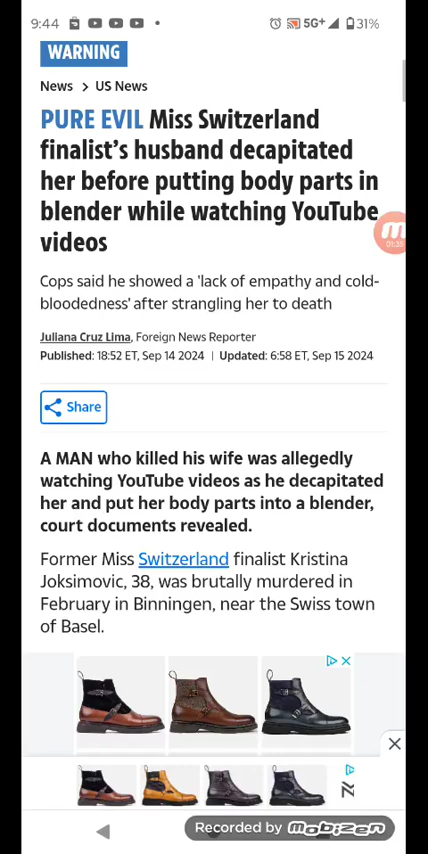 9:44
5G+
31%
WARNING
News > US News
PURE EVIL Miss Switzerland
finalist's husband decapitated
her before putting body parts in
blender while watching YouTube
videos
01:35
Cops said he showed a 'lack of empathy and cold-
bloodedness' after strangling her to death
Juliana Cruz Lima, Foreign News Reporter
Published: 18:52 ET, Sep 14 2024 | Updated: 6:58 ET, Sep 15 2024
Share
A MAN who killed his wife was allegedly
watching YouTube videos as he decapitated
her and put her body parts into a blender,
court documents revealed.
Former Miss Switzerland finalist Kristina
Joksimovic, 38, was brutally murdered in
February in Binningen, near the Swiss town
of Basel.
Recorded by Mobizen